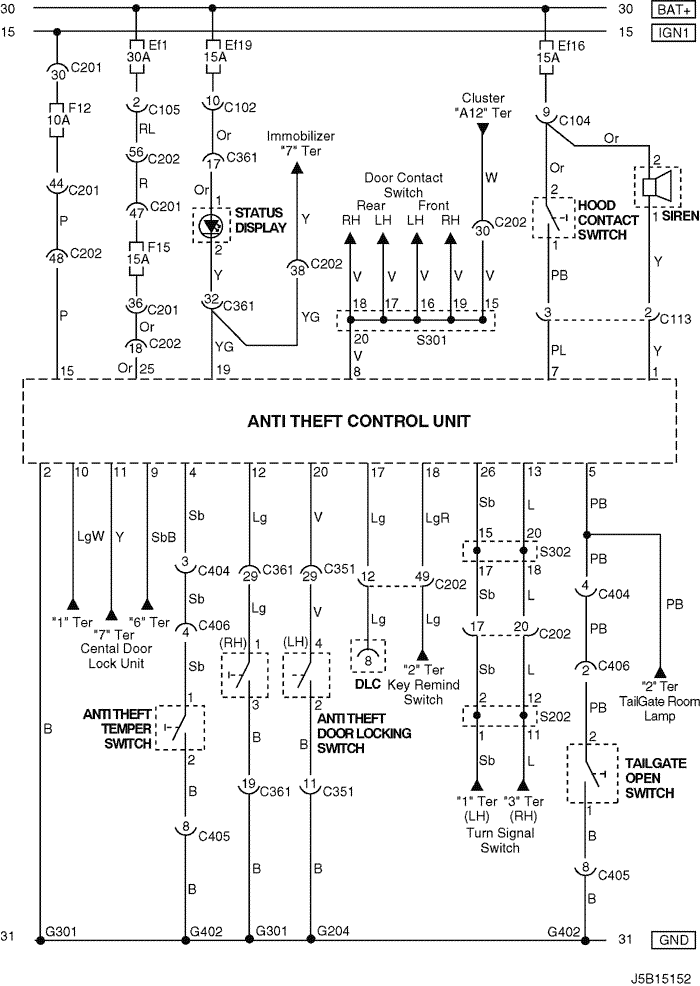 30 30 BAT+
15 15 IGN1
Ef1 30A Ef19 15A Ef16 15A
30 C201
F12 10A
2 C105
10 C102
Cluster "A12" Ter
9 C104
RL
Or
Immobilizer "7" Ter
Or
56 C202
17 C361
Door Contact Switch
W
Or
2
44 C201
R
Or
1
Rear Front
RH LH LH RH
2
HOOD CONTACT SWITCH
1 SIREN
P
47 C201
STATUS DISPLAY
Y
30 C202
48 C202
F15 15A
2
38 C202
V V V V V
1
PB
Y
36 C201
Y
32 C361
18 17 16 19 15
S301
3 2 C113
P
Or
18 C202
YG
YG
20
V
PL
Y
15
Or 25
19
8
7
1
ANTI THEFT CONTROL UNIT
2 10 11 9 4 12 20 17 18 26 13 5
LgW Y SbB Sb Lg V Lg LgR Sb L PB
15 20
S302
17 18
PB
3 C404
29 C361
29 C351
12 49 C202
4 C404
Sb
Lg
V
Lg
Lg
Sb
L
PB
PB
"1" Ter "6" Ter
"7" Ter
Cental Door
Lock Unit
4 C406
(RH) 1
(LH) 4
17 20 C202
8
DLC
"2" Ter
Key Remind
Switch
2 C406
Sb
Sb
L
"2" Ter
TailGate Room
Lamp
1
3
2
2 12
S202
1 11
PB
ANTI THEFT
TEMPER
SWITCH
ANTI THEFT
DOOR LOCKING
SWITCH
2
B
B
B
B
Sb
L
2
TAILGATE
OPEN
SWITCH
1
19 C361
11 C351
B
"1" Ter
(LH)
"3" Ter
(RH)
Turn Signal
Switch
8 C405
B
8 C405
B
B
B
B
31 G301 G402 G301 G204 G402 31 GND
J5B15152